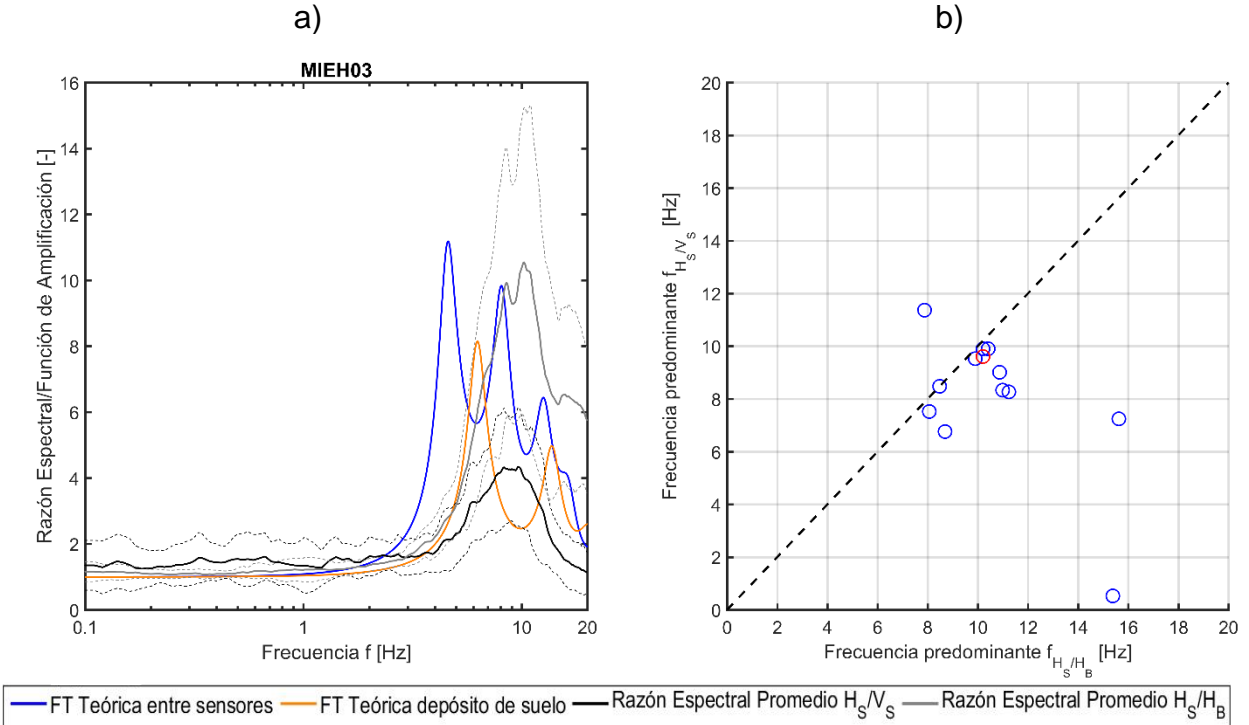 a)
b)
MIEH03
Razón Espectral/Función de Amplificación [-]
16
14
12
10
8
6
4
2
0
0.1
1
10
20
Frecuencia f [Hz]
Frecuencia predominante f_{H_S/V_S} [Hz]
20
18
16
14
12
10
8
6
4
2
0
0 2 4 6 8 10 12 14 16 18 20
Frecuencia predominante f_{H_S/H_B} [Hz]
FT Teórica entre sensores FT Teórica depósito de suelo Razón Espectral Promedio H_S/V_S Razón Espectral Promedio H_S/H_B